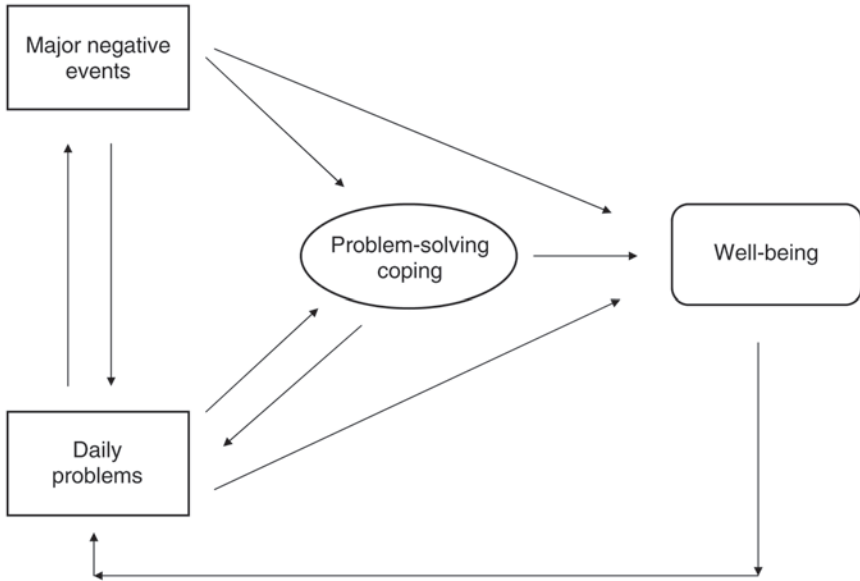 Major negative
events
Problem-solving
coping
Well-being
Daily
problems